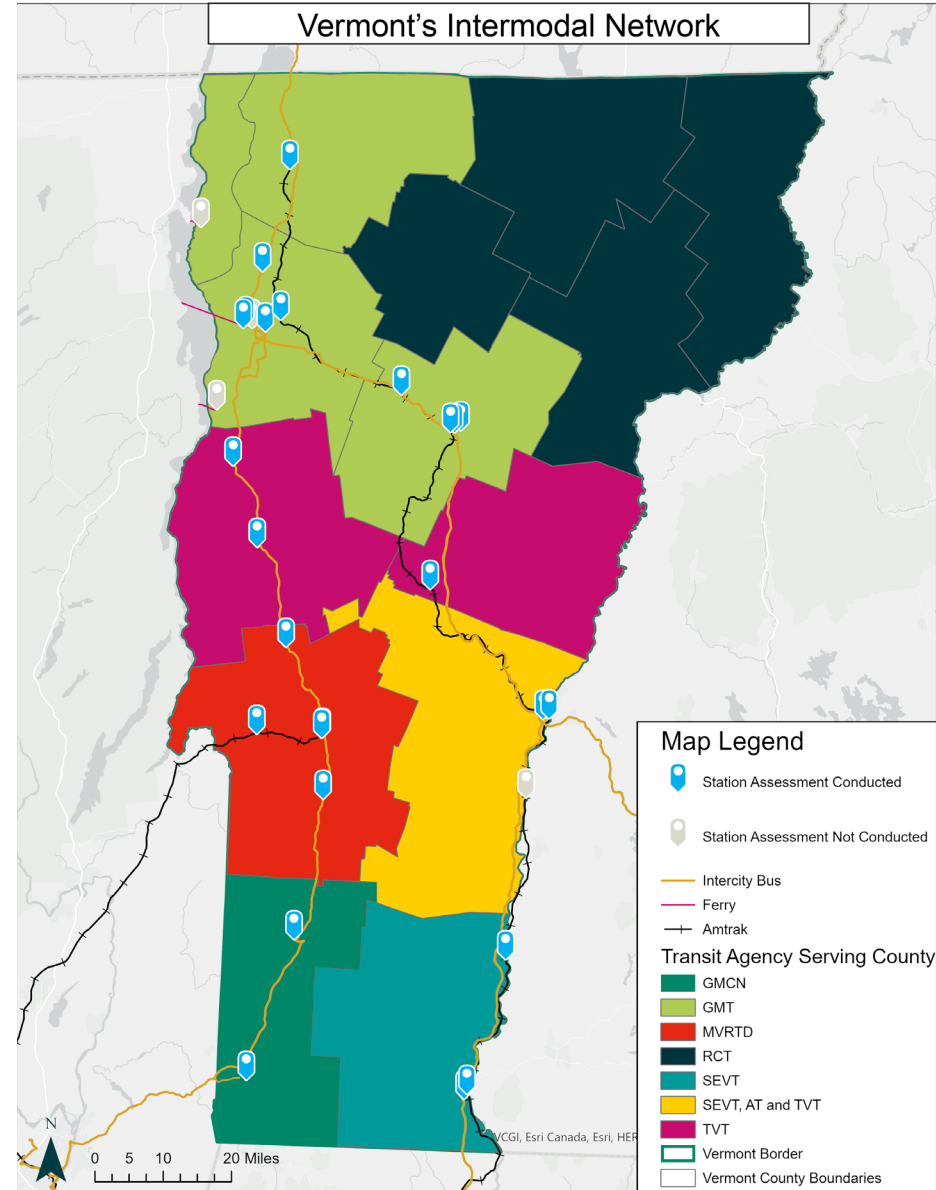 Vermont's Intermodal Network
Map Legend
Station Assessment Conducted
Station Assessment Not Conducted
Intercity Bus
Ferry
Amtrak
Transit Agency Serving County
GMCN
GMT
MVRTD
RCT
SEVT
SEVT, AT and TVT
TVT
Vermont Border
Vermont County Boundaries
VCGI, Esri Canada, Esri, HER
N
0 5 10 20 Miles